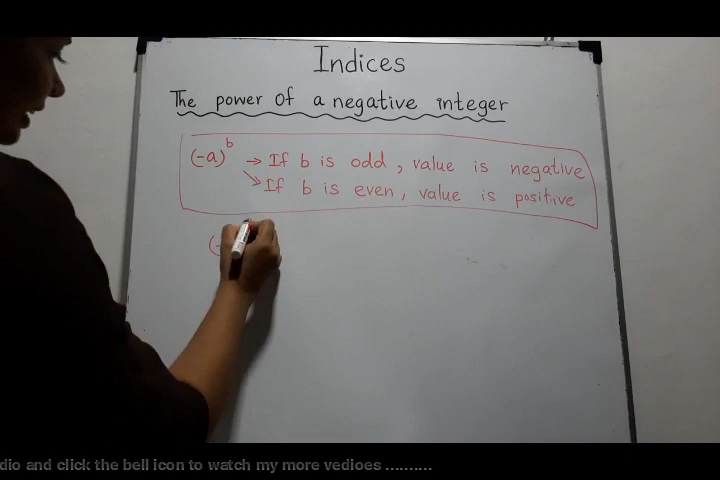 Indices
The power of a negative integer
(-a)^b → If b is odd, value is negative
↘ If b is even, value is positive
(-
dio and click the bell icon to watch my more vedioes ..........